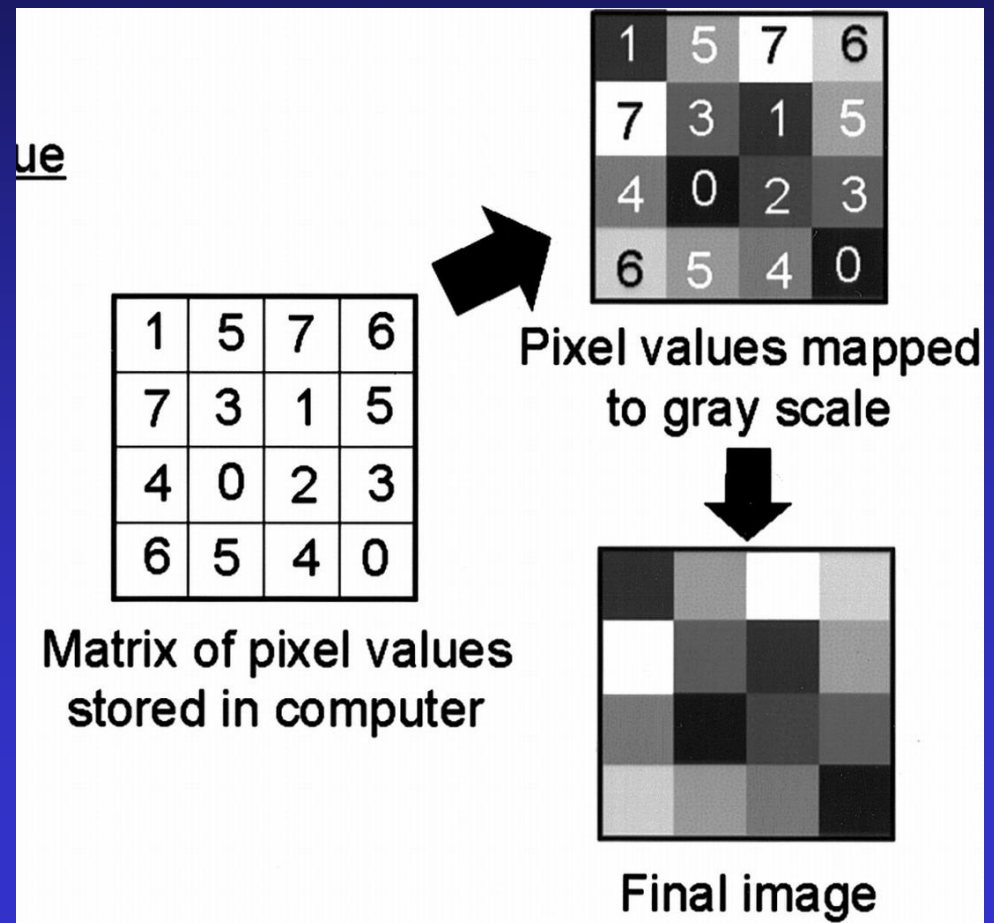 ue
1 5 7 6
7 3 1 5
4 0 2 3
6 5 4 0
Matrix of pixel values
stored in computer
1 5 7 6
7 3 1 5
4 0 2 3
6 5 4 0
Pixel values mapped
to gray scale
Final image